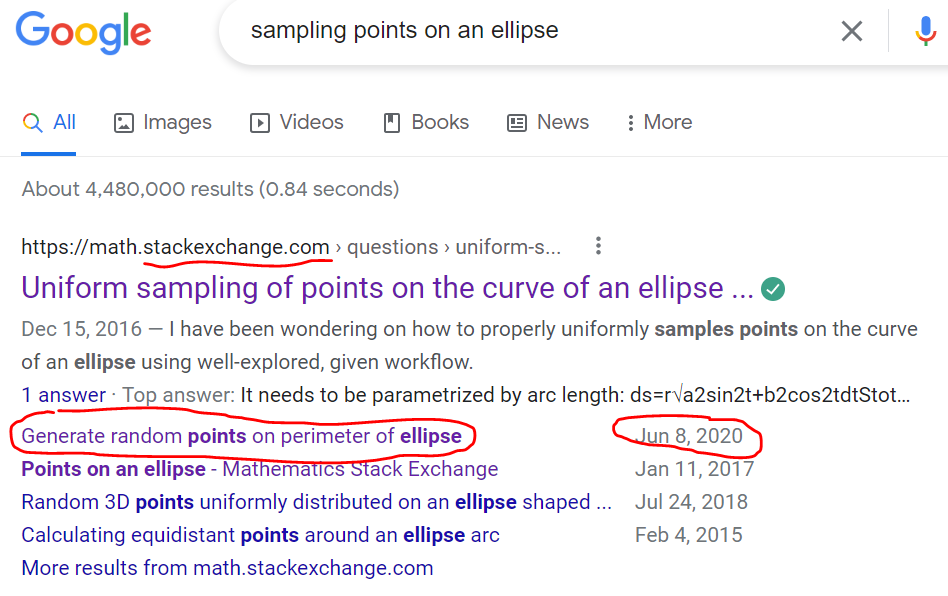 Google sampling points on an ellipse
All Images Videos Books News More
About 4,480,000 results (0.84 seconds)
https://math.stackexchange.com › questions › uniform-s...
Uniform sampling of points on the curve of an ellipse ...
Dec 15, 2016 — I have been wondering on how to properly uniformly samples points on the curve
of an ellipse using well-explored, given workflow.
1 answer · Top answer: It needs to be parametrized by arc length: ds=r√a2sin2t+b2cos2tdtStot...
Generate random points on perimeter of ellipse Jun 8, 2020
Points on an ellipse - Mathematics Stack Exchange Jan 11, 2017
Random 3D points uniformly distributed on an ellipse shaped ... Jul 24, 2018
Calculating equidistant points around an ellipse arc Feb 4, 2015
More results from math.stackexchange.com